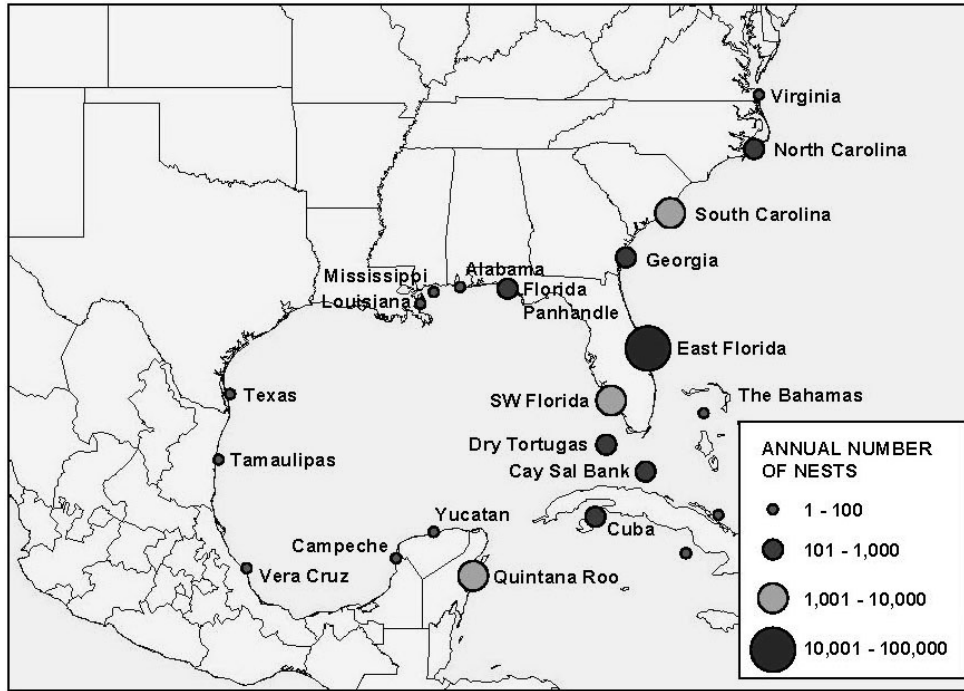 Virginia
North Carolina
South Carolina
Georgia
Alabama
Mississippi
Louisiana
Florida
Panhandle
East Florida
Texas
SW Florida
The Bahamas
Dry Tortugas
Tamaulipas
Cay Sal Bank
Yucatan
Cuba
Campeche
Vera Cruz
Quintana Roo
ANNUAL NUMBER
OF NESTS
1 - 100
101 - 1,000
1,001 - 10,000
10,001 - 100,000